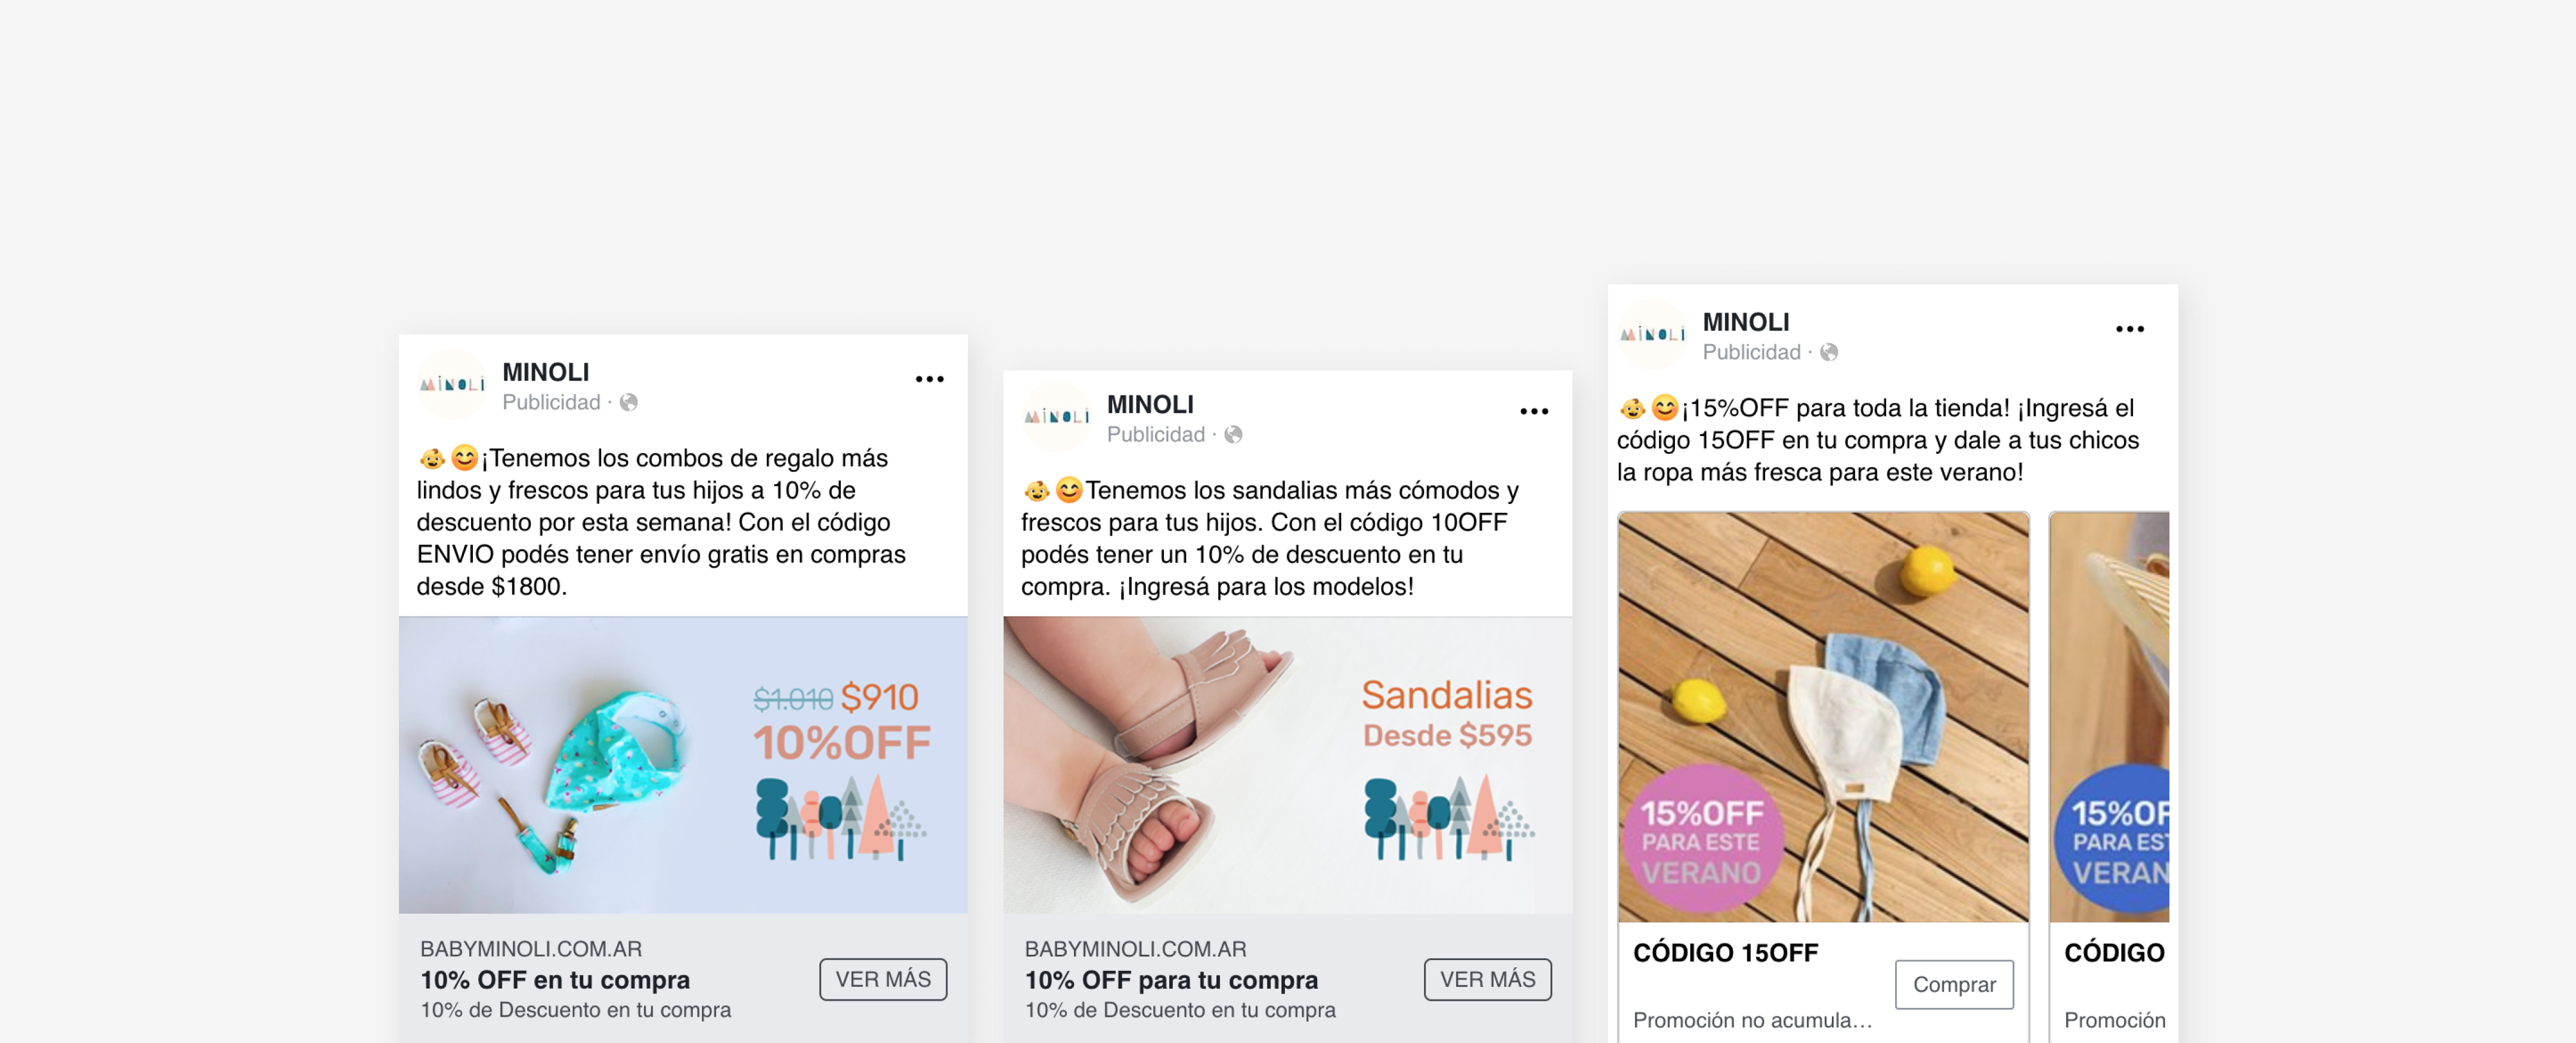 MINOLI
MINOLI
Publicidad ·
👶😊¡Tenemos los combos de regalo más
lindos y frescos para tus hijos a 10% de
descuento por esta semana! Con el código
ENVIO podés tener envío gratis en compras
desde $1800.
$1.010 $910
10%OFF
BABYMINOLI.COM.AR
10% OFF en tu compra
10% de Descuento en tu compra
VER MÁS
MINOLI
MINOLI
Publicidad ·
👶😊Tenemos los sandalias más cómodos y
frescos para tus hijos. Con el código 10OFF
podés tener un 10% de descuento en tu
compra. ¡Ingresá para los modelos!
Sandalias
Desde $595
BABYMINOLI.COM.AR
10% OFF para tu compra
10% de Descuento en tu compra
VER MÁS
MINOLI
MINOLI
Publicidad ·
👶😊¡15%OFF para toda la tienda! ¡Ingresá el
código 15OFF en tu compra y dale a tus chicos
la ropa más fresca para este verano!
15%OFF
PARA ESTE
VERANO
CÓDIGO 15OFF
Comprar
Promoción no acumula...
15%OF
PARA EST
VERAN
CÓDIGO
Promoción